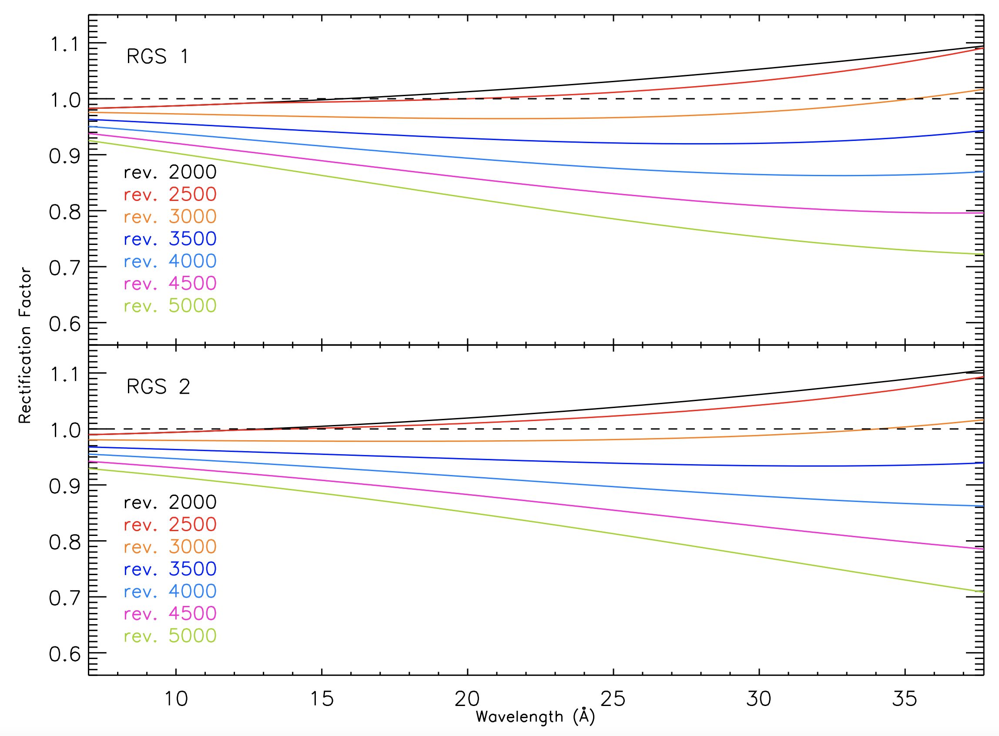 Rectification Factor
1.1
1.0
0.9
0.8
0.7
0.6
RGS 1
rev. 2000
rev. 2500
rev. 3000
rev. 3500
rev. 4000
rev. 4500
rev. 5000
1.1
1.0
0.9
0.8
0.7
0.6
RGS 2
rev. 2000
rev. 2500
rev. 3000
rev. 3500
rev. 4000
rev. 4500
rev. 5000
10 15 20 25 30 35
Wavelength (Å)